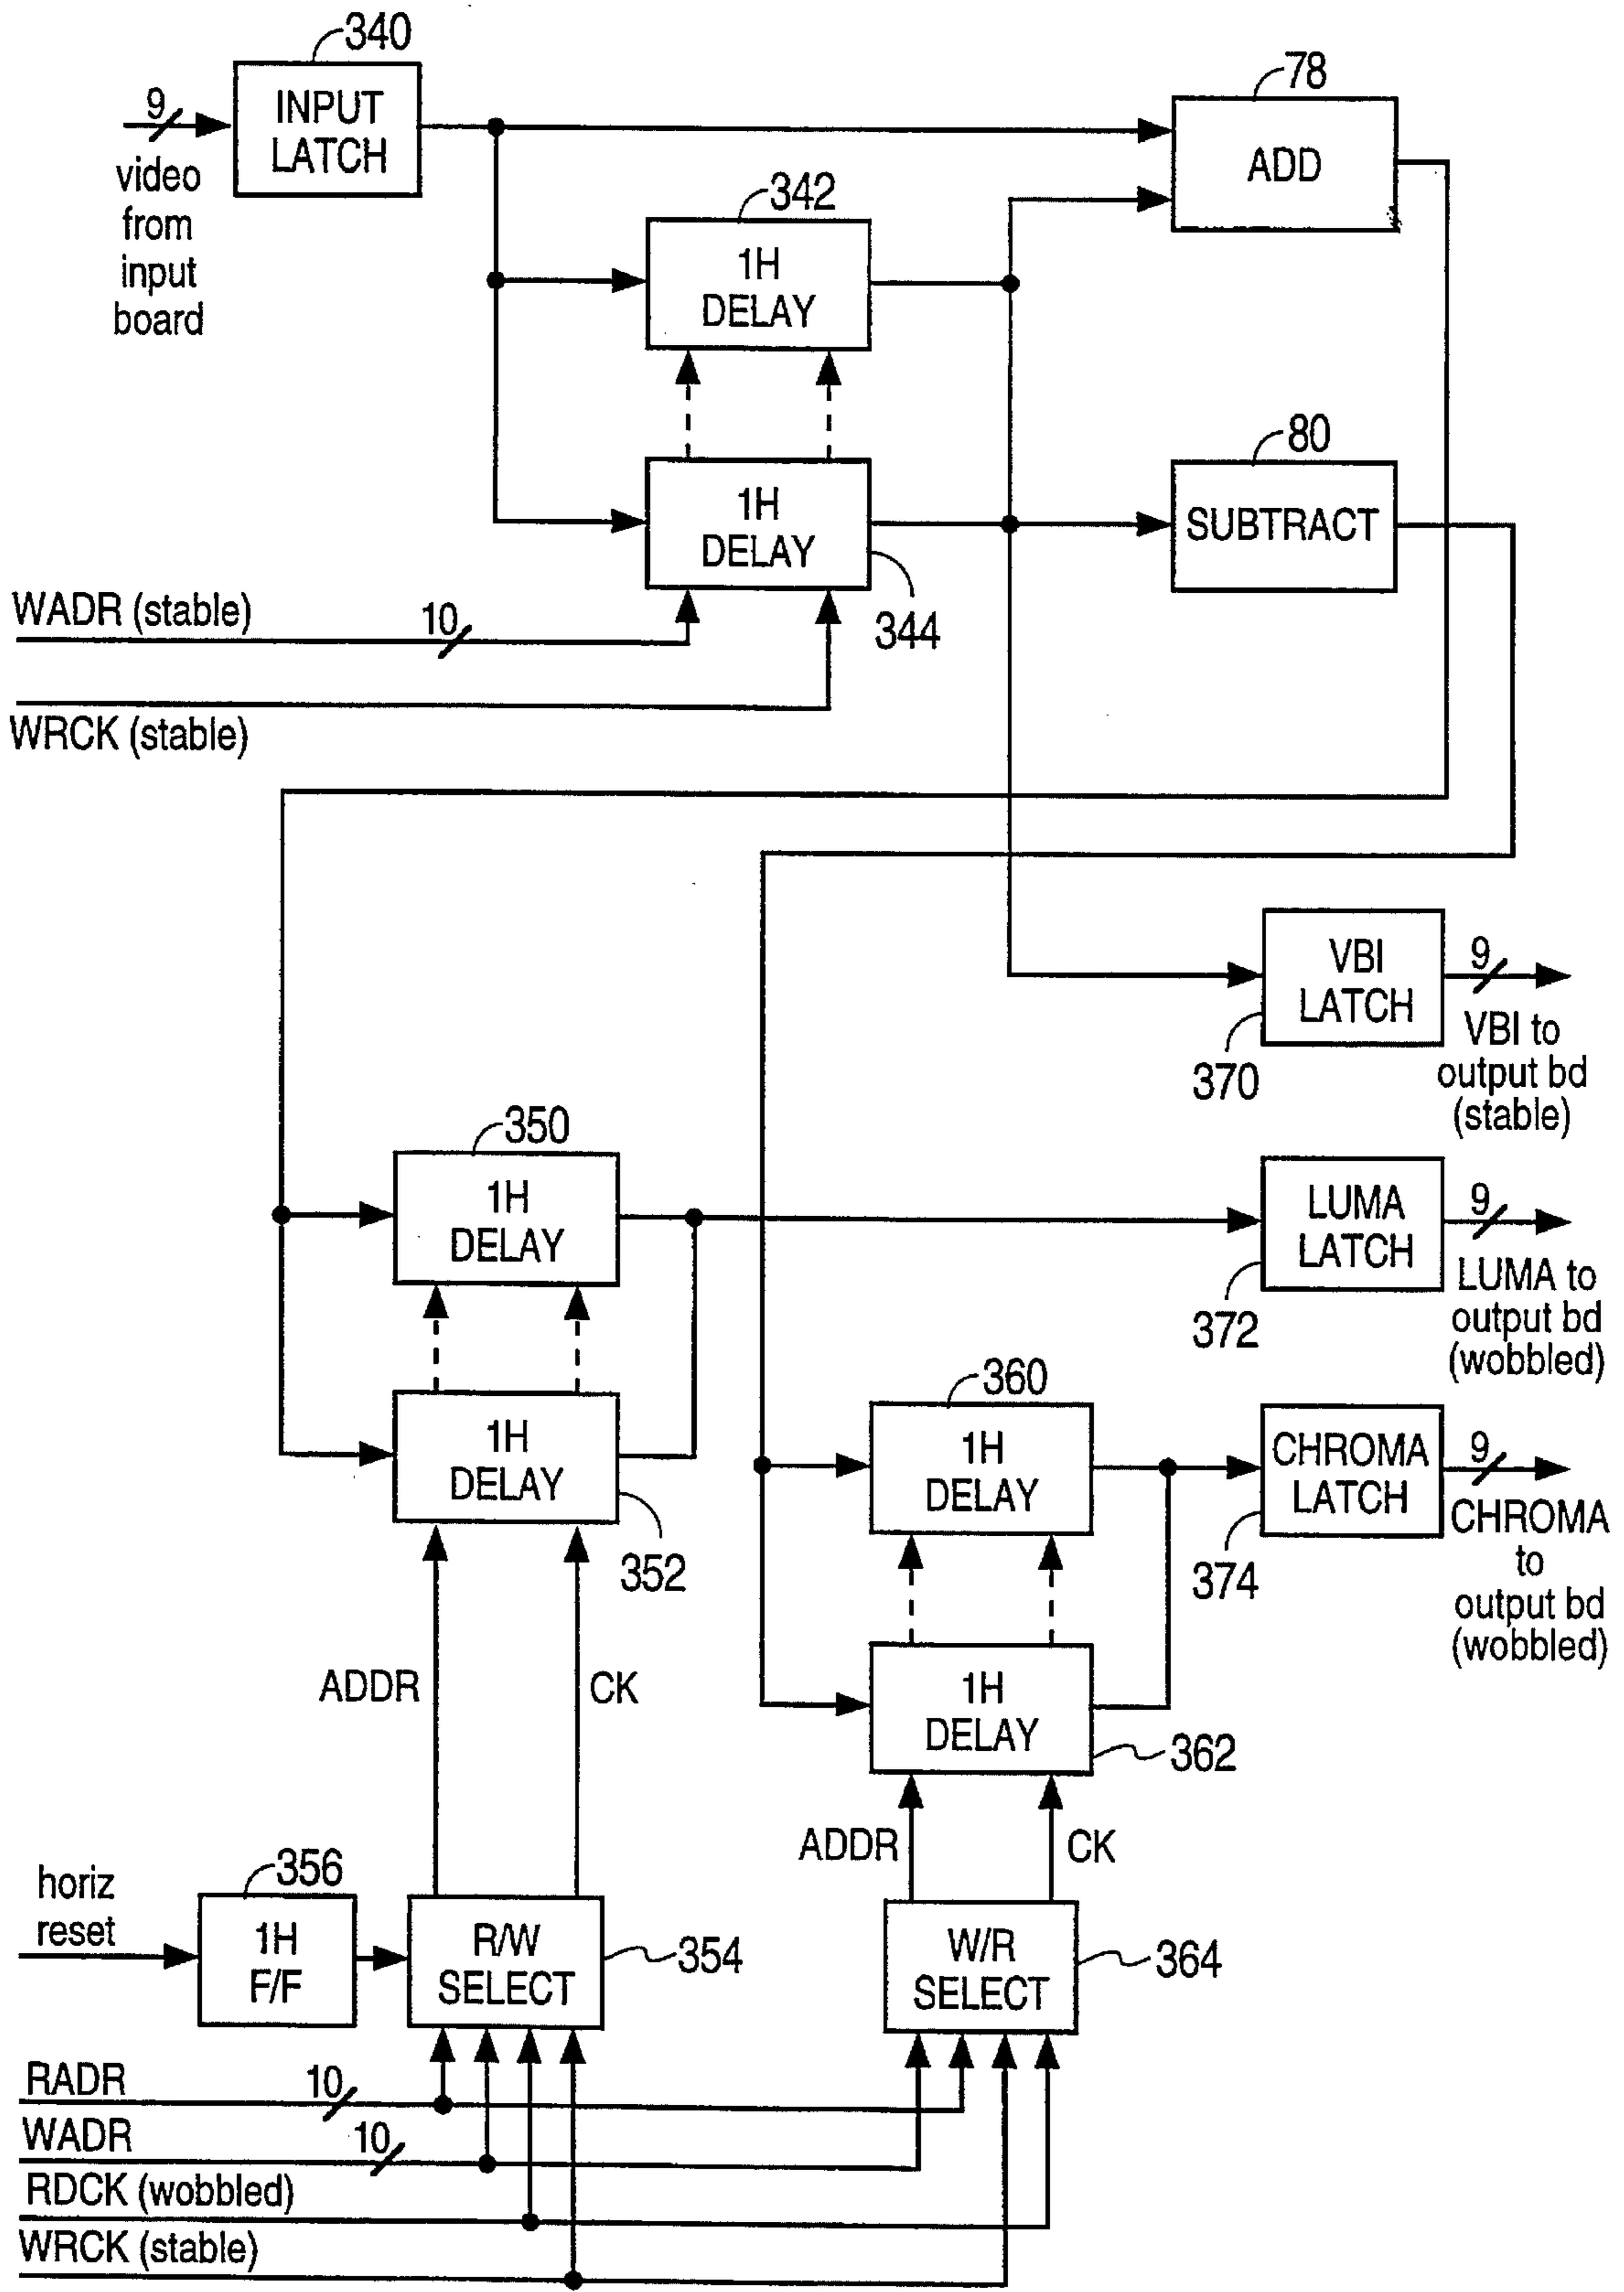 340
9
INPUT
LATCH
video
from
input
board
78
ADD
342
1H
DELAY
80
SUBTRACT
1H
DELAY
344
WADR (stable)
10
WRCK (stable)
VBI
LATCH
9
370
VBI to
output bd
(stable)
350
1H
DELAY
LUMA
LATCH
9
372
LUMA to
output bd
(wobbled)
1H
DELAY
352
360
1H
DELAY
CHROMA
LATCH
9
374
CHROMA
to
output bd
(wobbled)
ADDR
CK
1H
DELAY
362
ADDR
CK
horiz
reset
356
1H
F/F
R/W
SELECT
354
W/R
SELECT
364
RADR
10
WADR
10
RDCK (wobbled)
WRCK (stable)